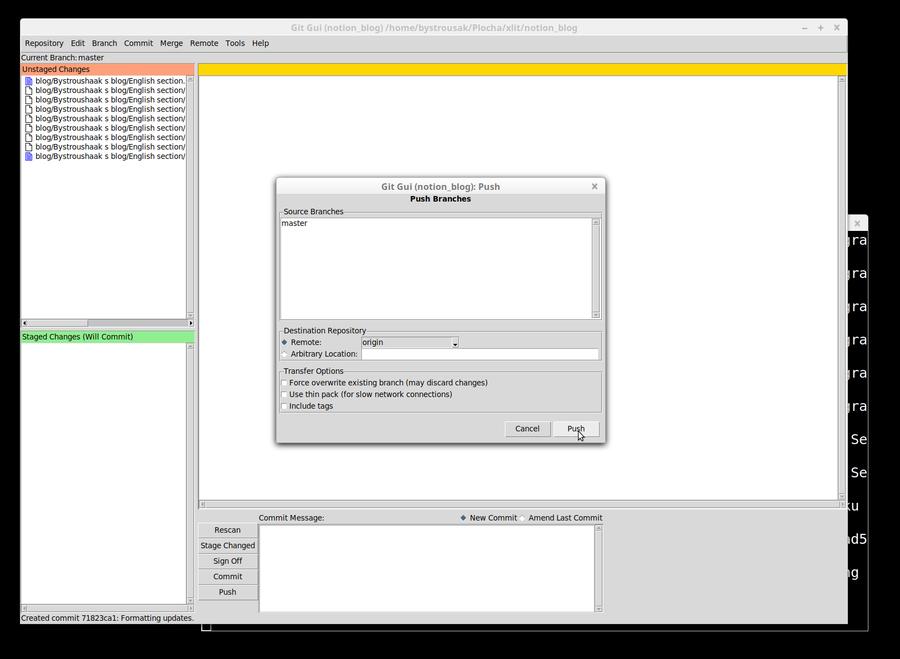 Git Gui (notion_blog) /home/bystrousak/Plocha/xlit/notion_blog
Repository Edit Branch Commit Merge Remote Tools Help
Current Branch: master
Unstaged Changes
blog/Bystroushaak s blog/English section.
blog/Bystroushaak s blog/English section/
blog/Bystroushaak s blog/English section/
blog/Bystroushaak s blog/English section/
blog/Bystroushaak s blog/English section/
blog/Bystroushaak s blog/English section/
blog/Bystroushaak s blog/English section/
blog/Bystroushaak s blog/English section/
blog/Bystroushaak s blog/English section/
Git Gui (notion_blog): Push
Push Branches
Source Branches
master
Destination Repository
Remote: origin
Arbitrary Location:
Transfer Options
Force overwrite existing branch (may discard changes)
Use thin pack (for slow network connections)
Include tags
Cancel Push
Staged Changes (Will Commit)
Commit Message: New Commit Amend Last Commit
Rescan
Stage Changed
Sign Off
Commit
Push
Created commit 71823ca1: Formatting updates.
gra
gra
gra
gra
gra
gra
Se
Se
ku
ng